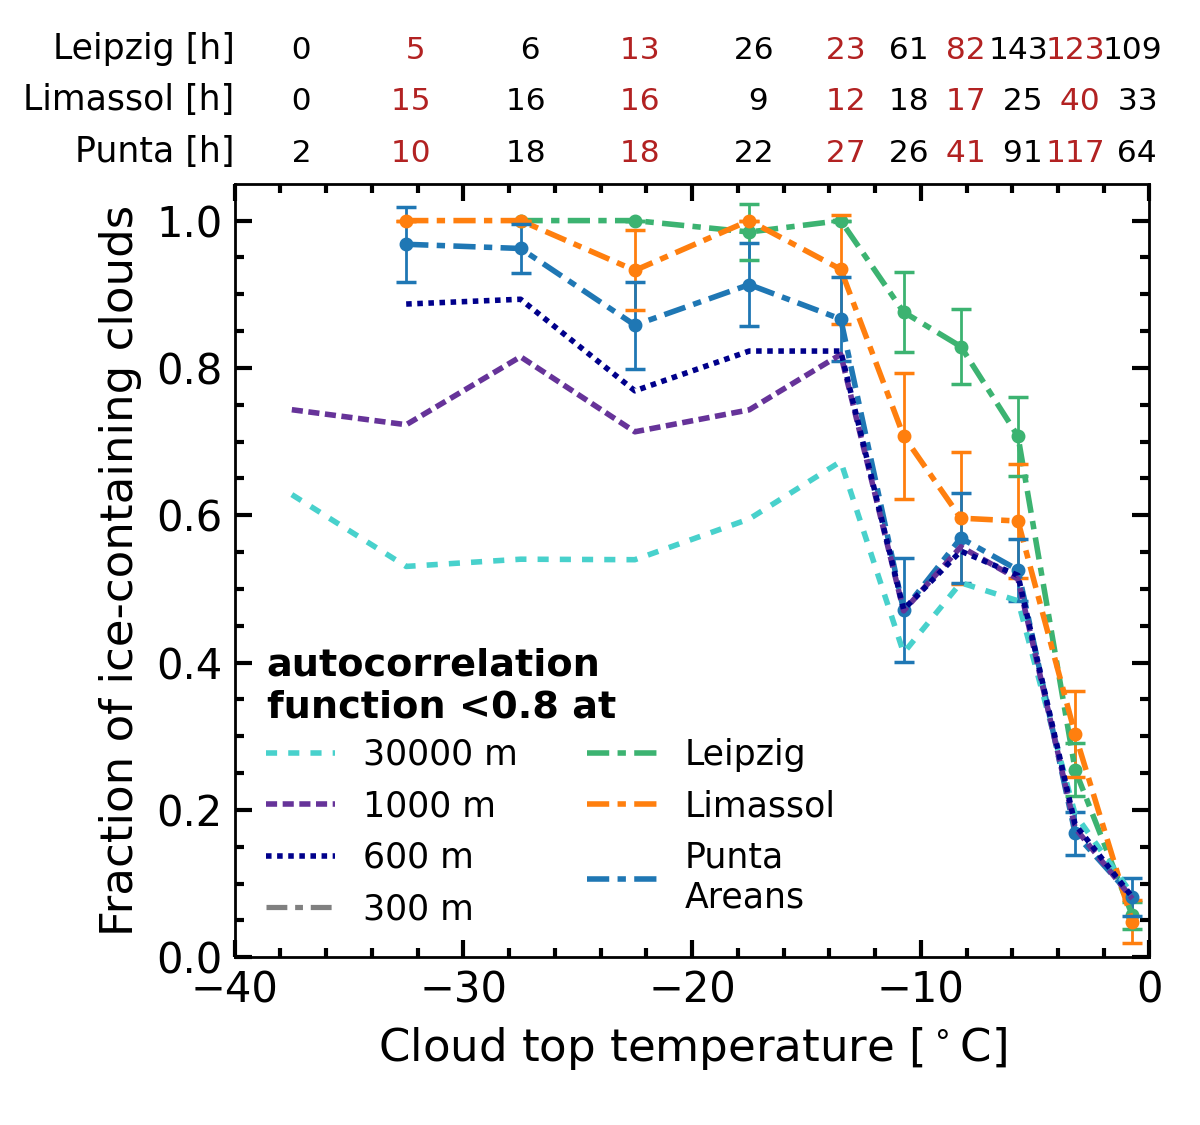 Leipzig [h] 0 5 6 13 26 23 61 82 143 123 109
Limassol [h] 0 15 16 16 9 12 18 17 25 40 33
Punta [h] 2 10 18 18 22 27 26 41 91 117 64
Fraction of ice-containing clouds
1.0
0.8
0.6
0.4
0.2
0.0
autocorrelation
function <0.8 at
30000 m
1000 m
600 m
300 m
Leipzig
Limassol
Punta
Areans
−40 −30 −20 −10 0
Cloud top temperature [°C]